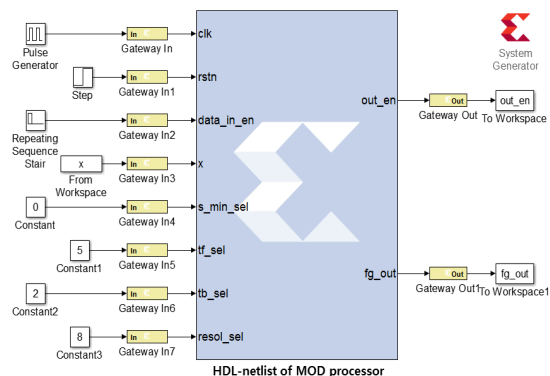 Pulse
Generator
In
Gateway In
clk
System
Generator
Step
In
Gateway In1
rstn
Repeating
Sequence
Stair
In
Gateway In2
data_in_en
out_en
Out
Gateway Out
out_en
To Workspace
x
From
Workspace
In
Gateway In3
x
0
Constant
In
Gateway In4
s_min_sel
5
Constant1
In
Gateway In5
tf_sel
fg_out
Out
Gateway Out1
fg_out
To Workspace1
2
Constant2
In
Gateway In6
tb_sel
8
Constant3
In
Gateway In7
resol_sel
HDL-netlist of MOD processor